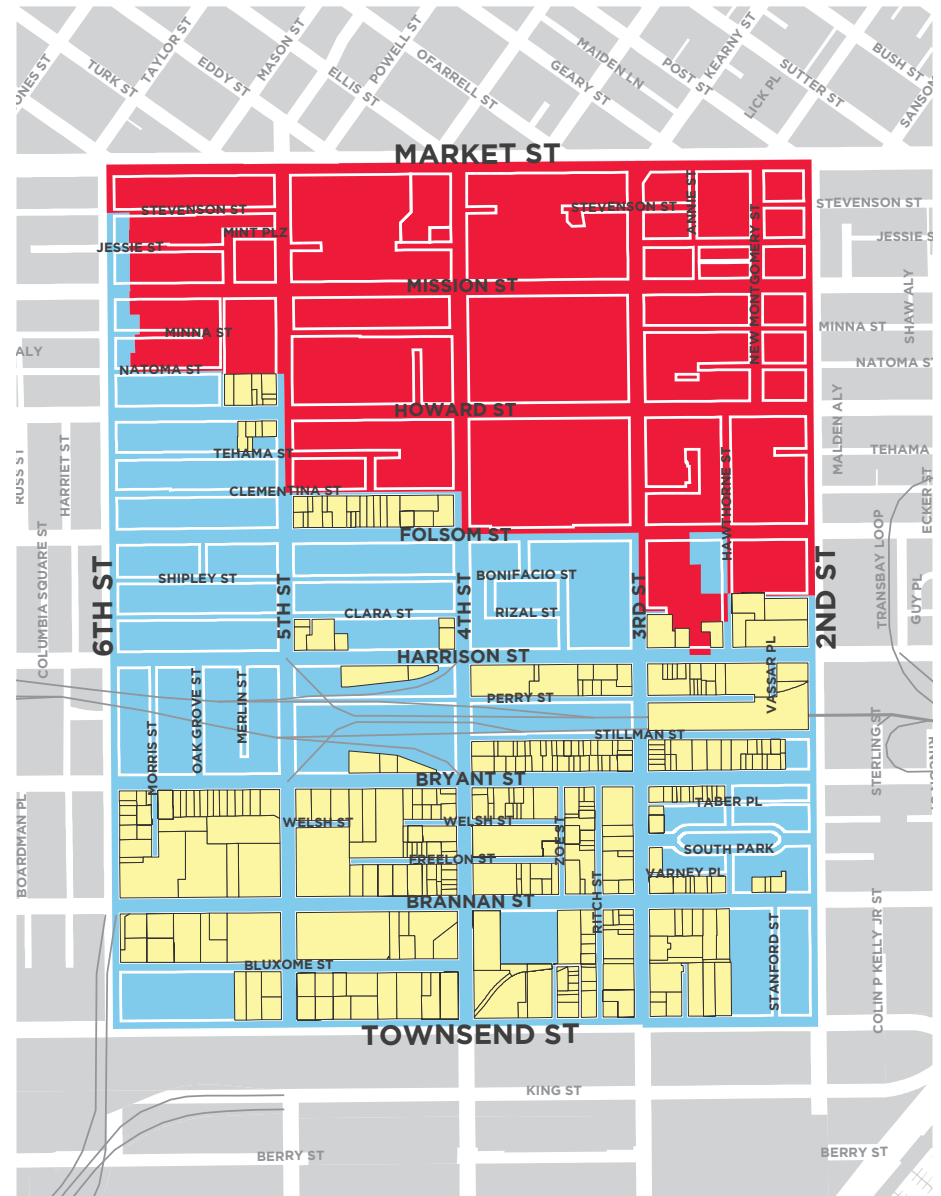 TAYLOR ST
MASON ST
POWELL ST
MAIDEN LN
KEARNY ST
BUSH ST
TURK ST
EDDY ST
ELLIS ST
OFARRELL ST
GEARY ST
POST ST
LICK PL
SUTTER ST
MARKET ST
STEVENSON ST
STEVENSON ST
ANNIE ST
NEW MONTGOMERY ST
STEVENSON ST
JESSIE ST
MINT PLZ
MISSION ST
SHAW ALY
MINNA ST
MINNA ST
ALY
NATOMA ST
NATOMA ST
HOWARD ST
MALDEN ALY
RUSS ST
HARRIET ST
TEHAMA ST
HAWTHORNE ST
TEHAMA
ECKER ST
CLEMENTINA ST
FOLSOM ST
COLUMBIA SQUARE ST
6TH ST
SHIPLEY ST
5TH ST
4TH ST
BONIFACIO ST
3RD ST
2ND ST
TRANSBAY LOOP
GUY PL
CLARA ST
RIZAL ST
HARRISON ST
VASSAR PL
PERRY ST
MORRIS ST
OAK GROVE ST
MERLIN ST
STILLMAN ST
STERLING ST
BRYANT ST
TABER PL
BOARDMAN PL
WELSH ST
WELSH ST
ZOE ST
SOUTH PARK
FREELON ST
VARNEY PL
RITCH ST
BRANNAN ST
STANFORD ST
COLIN P KELLY JR ST
BLUXOME ST
TOWNSEND ST
KING ST
BERRY ST
BERRY ST